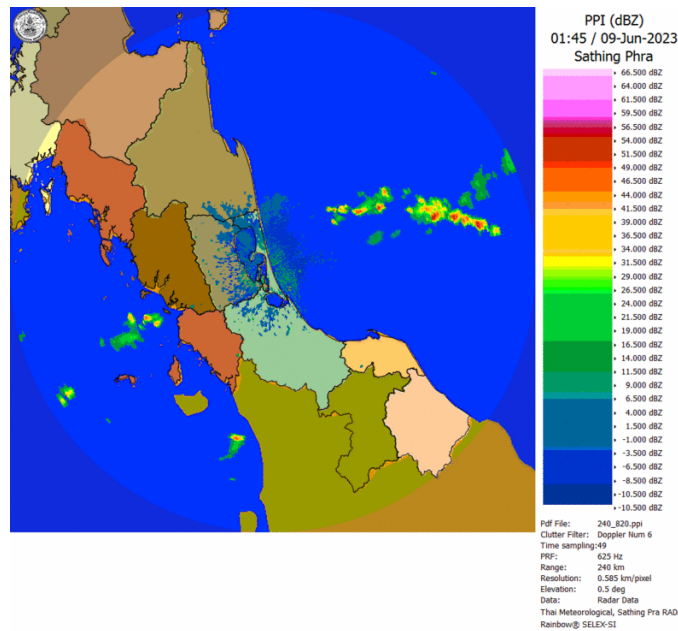 PPI (dBZ)
01:45 / 09-Jun-2023
Sathing Phra
66.500 dBZ
64.000 dBZ
61.500 dBZ
59.500 dBZ
56.500 dBZ
54.000 dBZ
51.500 dBZ
49.000 dBZ
46.500 dBZ
44.000 dBZ
41.500 dBZ
39.000 dBZ
36.500 dBZ
34.000 dBZ
31.500 dBZ
29.000 dBZ
26.500 dBZ
24.000 dBZ
21.500 dBZ
19.000 dBZ
16.500 dBZ
14.000 dBZ
11.500 dBZ
9.000 dBZ
6.500 dBZ
4.000 dBZ
1.500 dBZ
-1.000 dBZ
-3.500 dBZ
-6.500 dBZ
-8.500 dBZ
-10.500 dBZ
-10.500 dBZ
Pdf File: 240_820.ppi
Clutter Filter: Doppler Num 6
Time sampling:49
PRF: 625 Hz
Range: 240 km
Resolution: 0.585 km/pixel
Elevation: 0.5 deg
Data: Radar Data
Thai Meteorological, Sathing Pra RAD
Rainbow® SELEX-SI